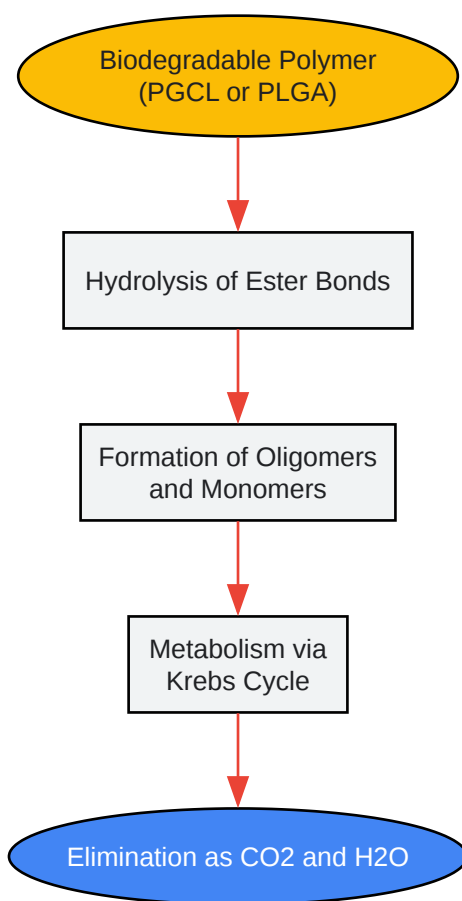 Biodegradable Polymer
(PGCL or PLGA)
Hydrolysis of Ester Bonds
Formation of Oligomers
and Monomers
Metabolism via
Krebs Cycle
Elimination as CO2 and H2O